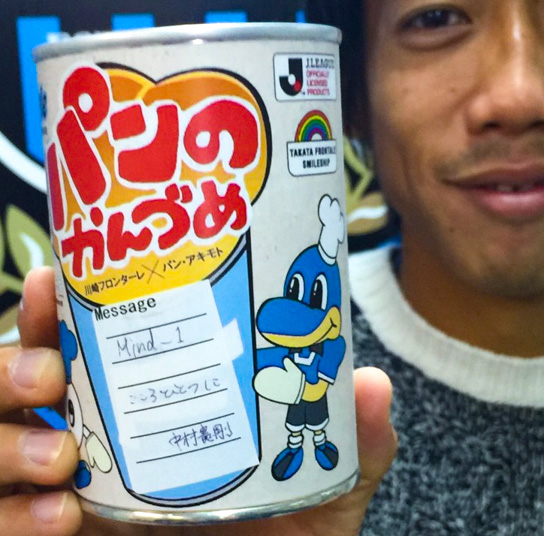 パンの
かんづめ
川崎フロンターレ×パン・アキモト
J.LEAGUE
OFFICIALLY
LICENSED
PRODUCTS
TAKATA FRONTALE
SMILESHIP
Message
Mind-1
こころひとつに
中村憲剛